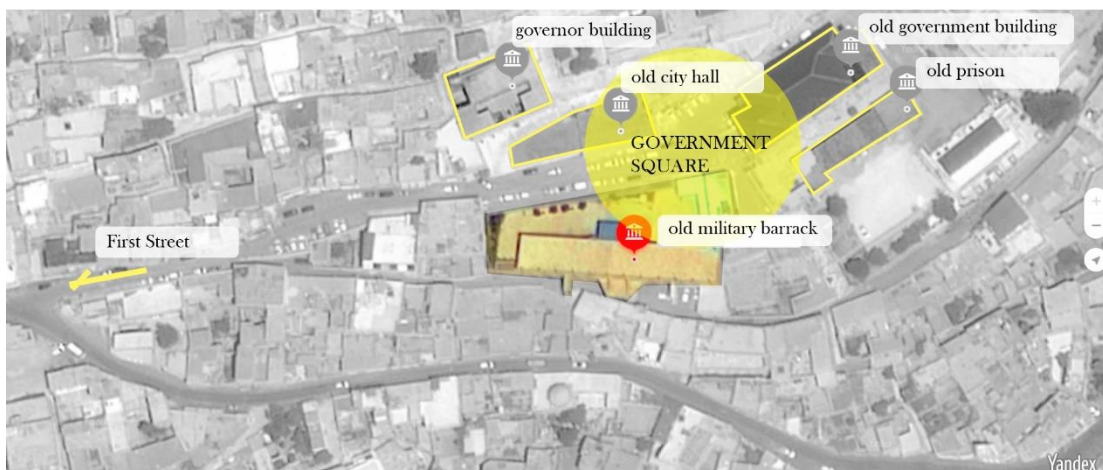 governor building
old government building
old city hall
old prison
GOVERNMENT
SQUARE
old military barrack
First Street
Yandex